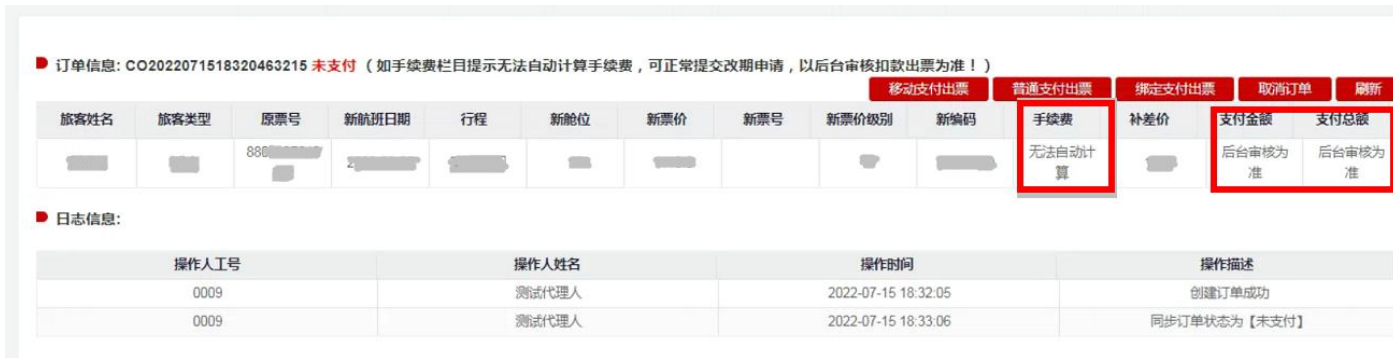 订单信息: CO2022071518320463215 未支付 ( 如手续费栏目提示无法自动计算手续费，可正常提交改期申请，以后台审核扣款出票为准！)
移动支付出票 普通支付出票 绑定支付出票 取消订单 刷新
旅客姓名 旅客类型 原票号 新航班日期 行程 新舱位 新票价 新票号 新票价级别 新编码 手续费 补差价 支付金额 支付总额
880 2 无法自动计 后台审核为 后台审核为
算 准 准
日志信息:
操作人工号 操作人姓名 操作时间 操作描述
0009 测试代理人 2022-07-15 18:32:05 创建订单成功
0009 测试代理人 2022-07-15 18:33:06 同步订单状态为【未支付】